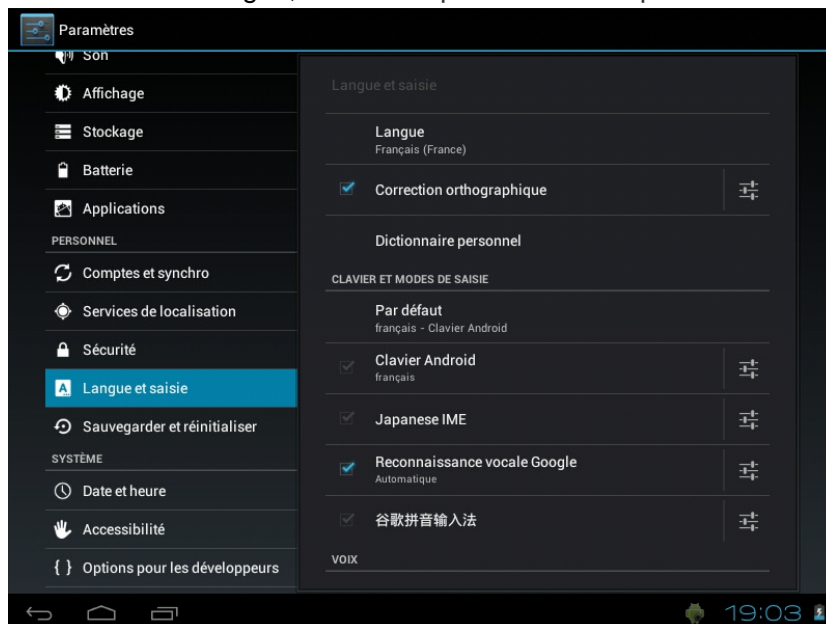 Paramètres
Son
Affichage
Stockage
Batterie
Applications
PERSONNEL
Comptes et synchro
Services de localisation
Sécurité
Langue et saisie
Sauvegarder et réinitialiser
SYSTÈME
Date et heure
Accessibilité
{ } Options pour les développeurs
Langue et saisie
Langue
Français (France)
Correction orthographique
Dictionnaire personnel
CLAVIER ET MODES DE SAISIE
Par défaut
français - Clavier Android
Clavier Android
français
Japanese IME
Reconnaissance vocale Google
Automatique
谷歌拼音输入法
VOIX
19:03